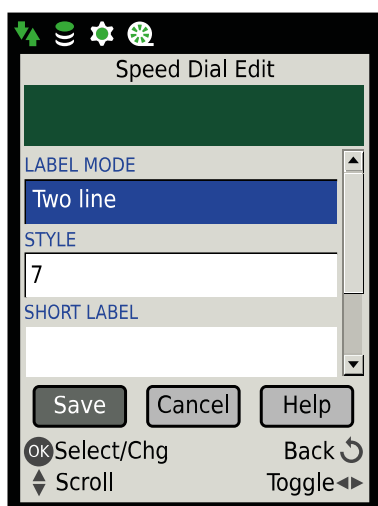 Speed Dial Edit
LABEL MODE
Two line
STYLE
7
SHORT LABEL
Save Cancel Help
OK Select/Chg Back
Scroll Toggle